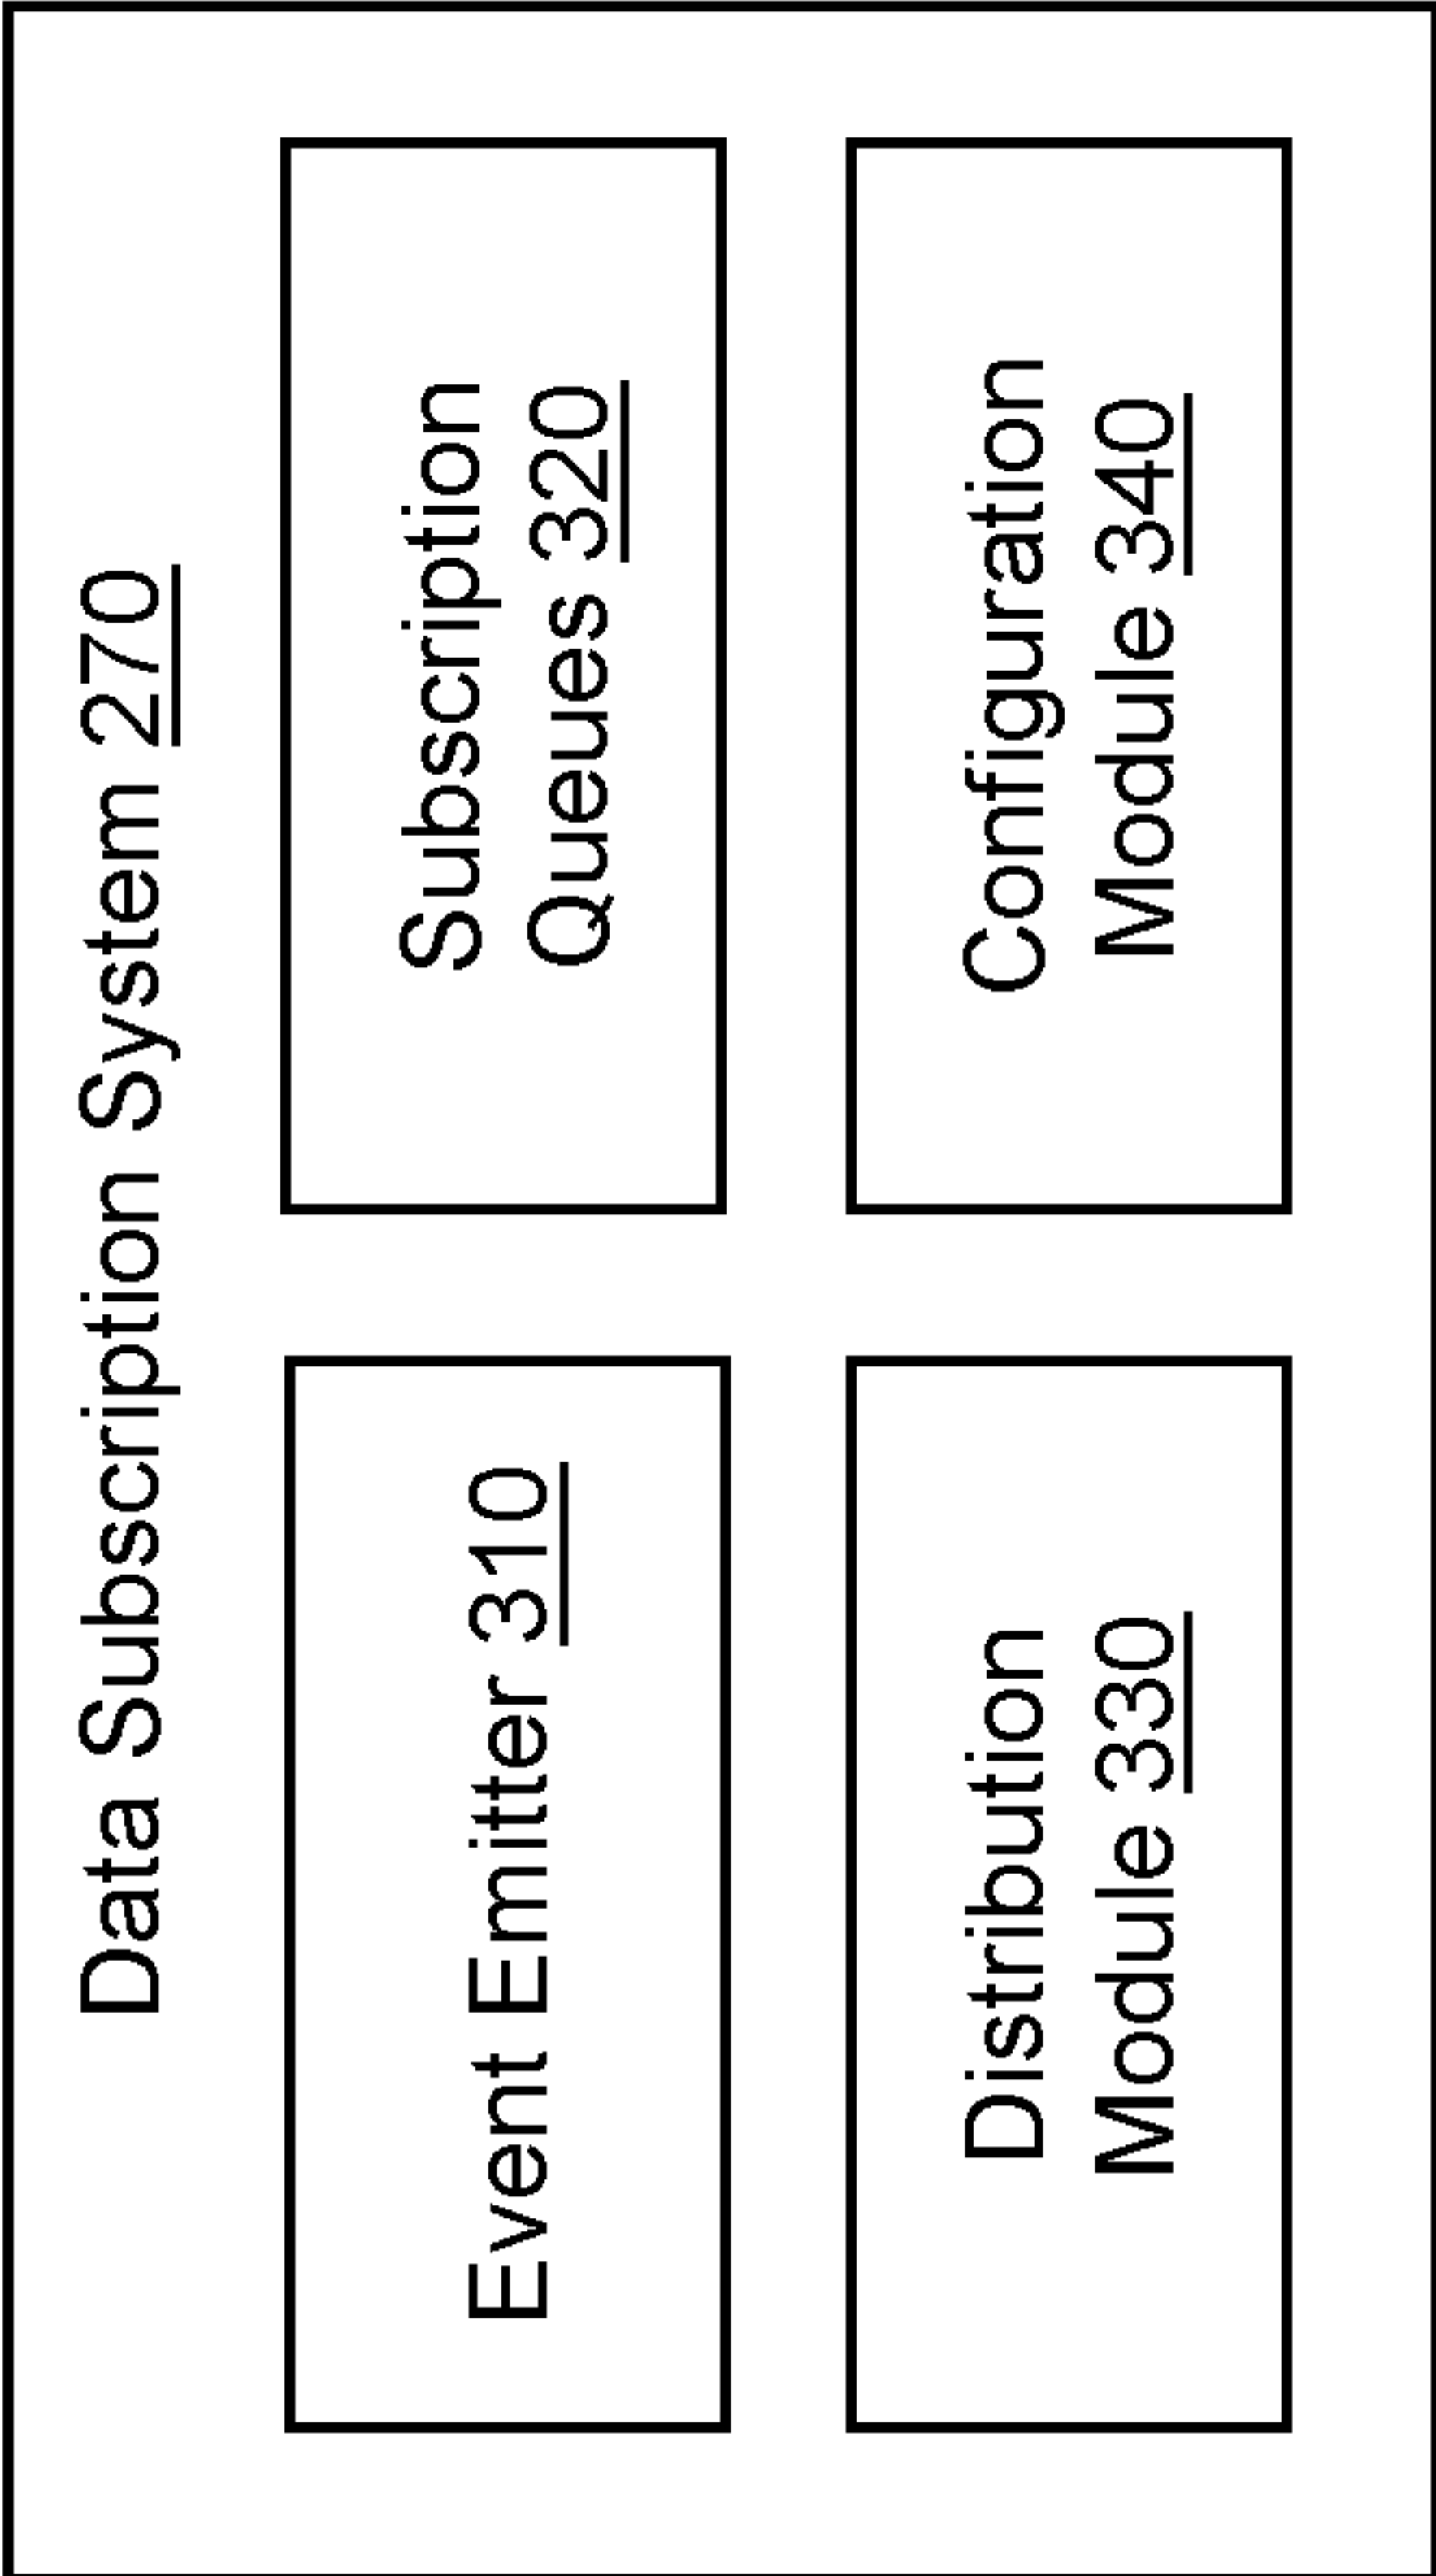 Data Subscription System 270
Event Emitter 310
Subscription
Queues 320
Distribution
Module 330
Configuration
Module 340